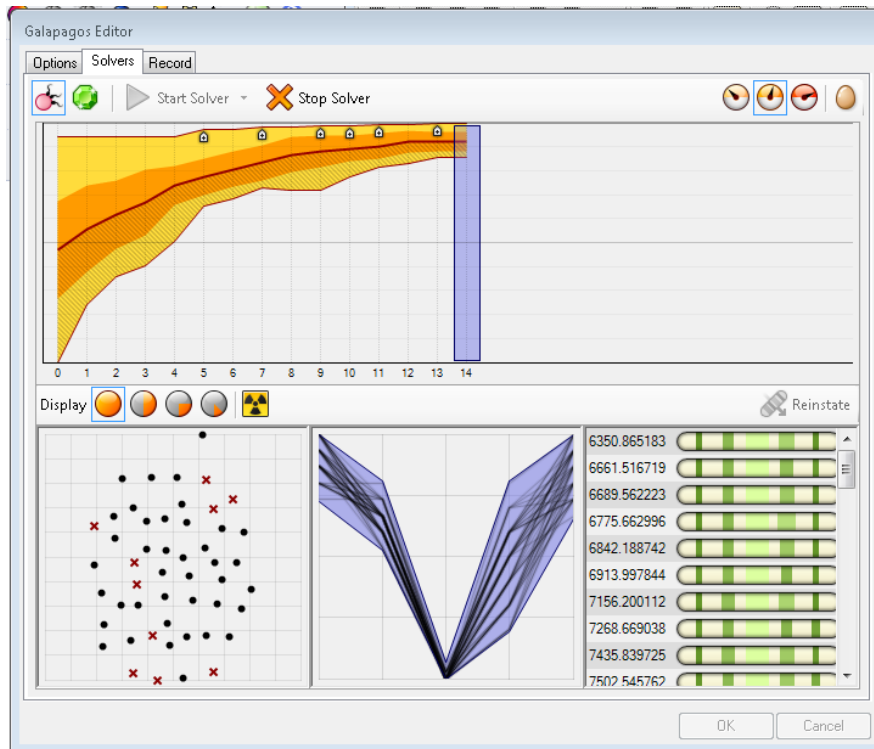 Galapagos Editor
Options Solvers Record
Start Solver Stop Solver
0 1 2 3 4 5 6 7 8 9 10 11 12 13 14
Display Reinstate
6350.865183
6661.516719
6689.562223
6775.662996
6842.188742
6913.997844
7156.200112
7268.669038
7435.839725
7502.545762
OK Cancel